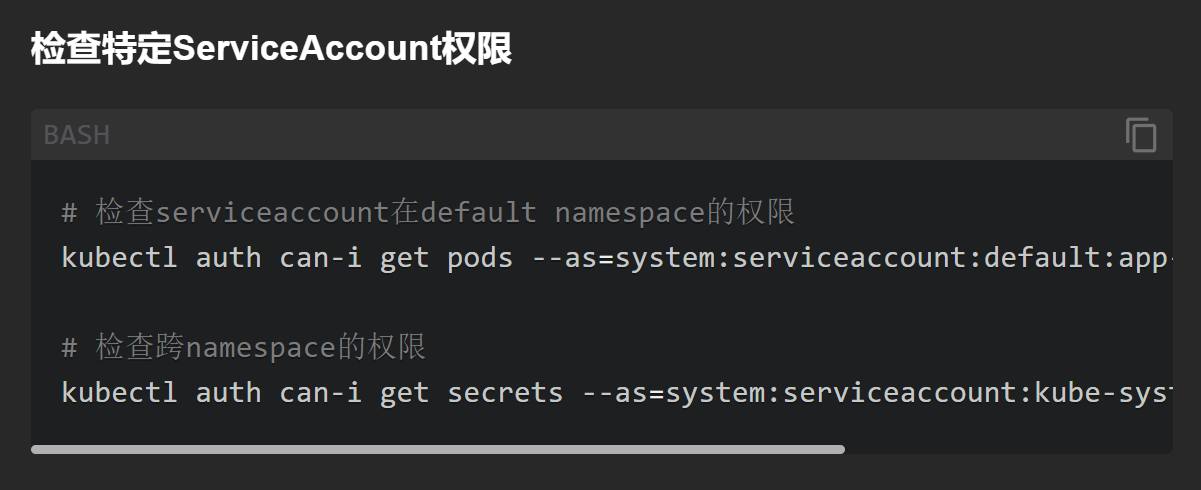 检查特定ServiceAccount权限
BASH
# 检查serviceaccount在default namespace的权限
kubectl auth can-i get pods --as=system:serviceaccount:default:app-
# 检查跨namespace的权限
kubectl auth can-i get secrets --as=system:serviceaccount:kube-syst